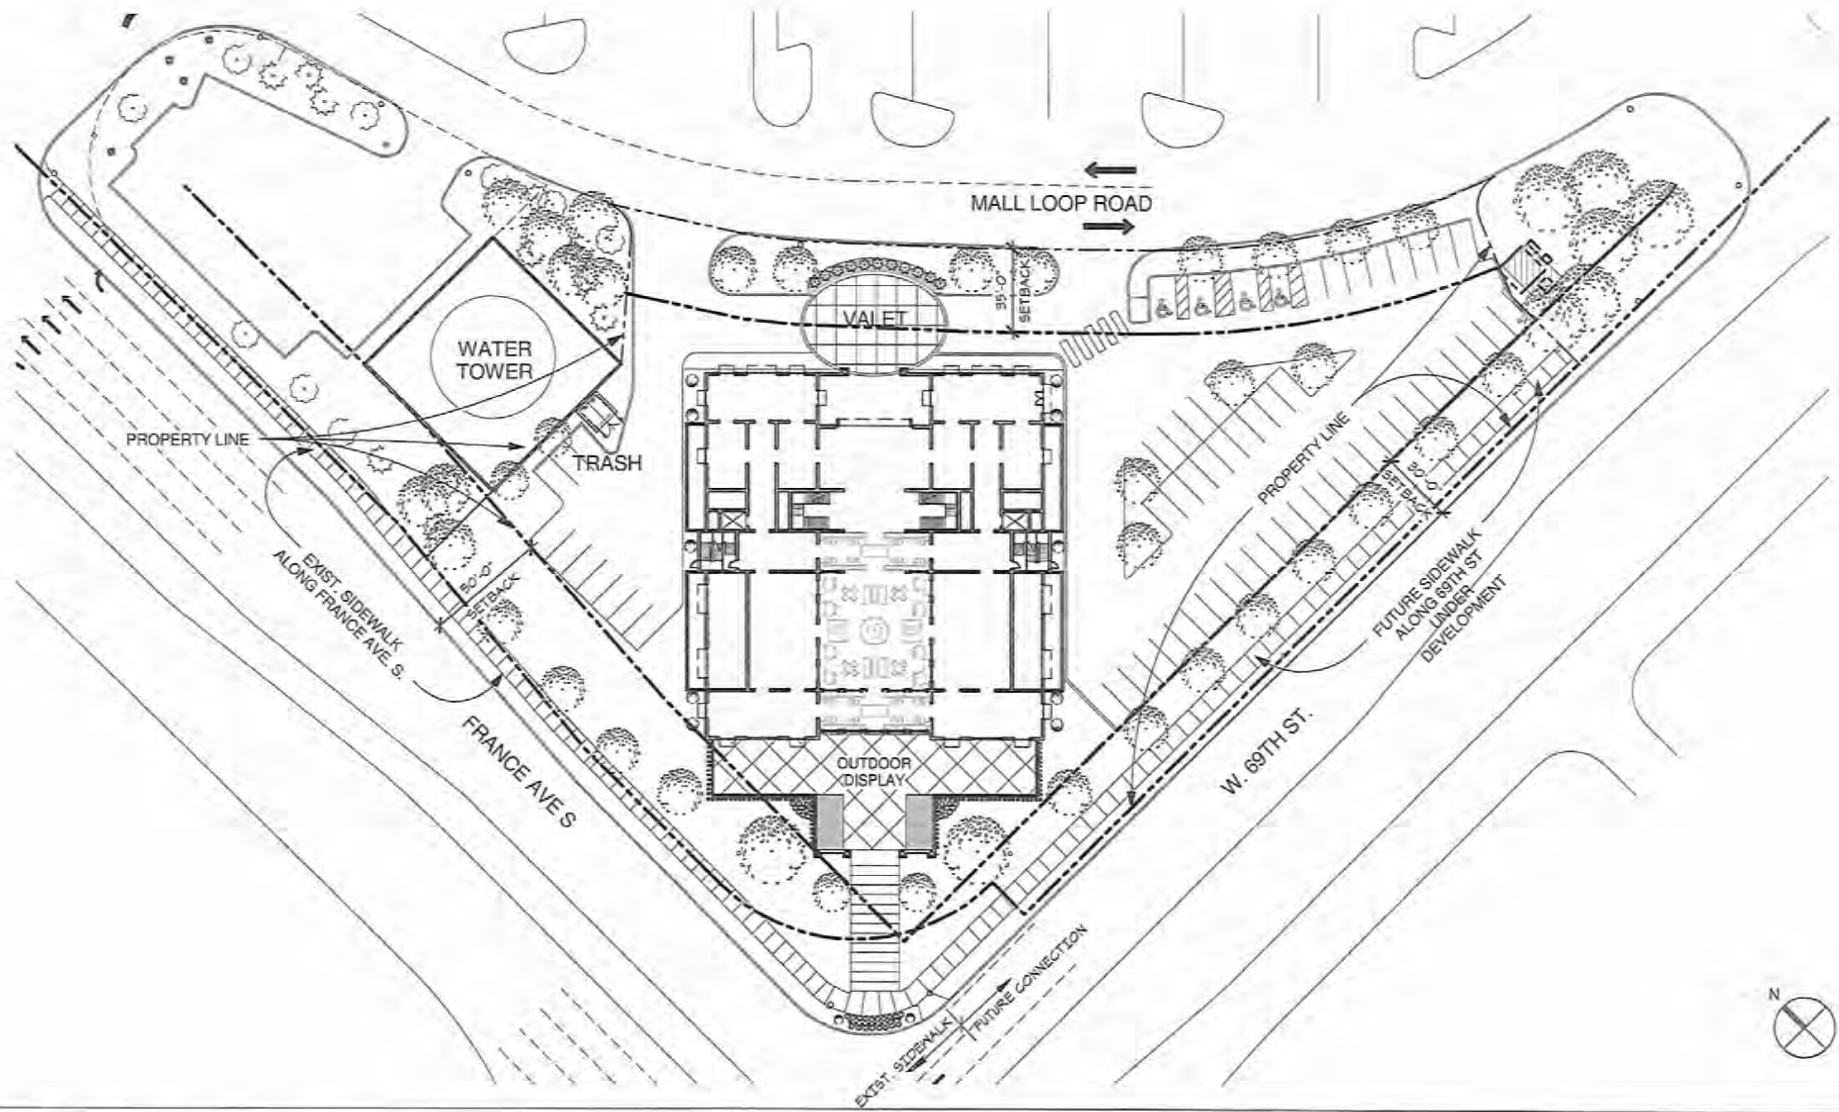 MALL LOOP ROAD
35'-0"
SETBACK
VALET
WATER
TOWER
PROPERTY LINE
TRASH
PROPERTY LINE
50'-0"
SETBACK
EXIST. SIDEWALK
ALONG FRANCE AVE. S.
SETBACK
FUTURE SIDEWALK
ALONG 69TH ST
UNDER
DEVELOPMENT
FRANCE AVE S
W. 69TH ST.
OUTDOOR
DISPLAY
EXIST. SIDEWALK
FUTURE CONNECTION
N